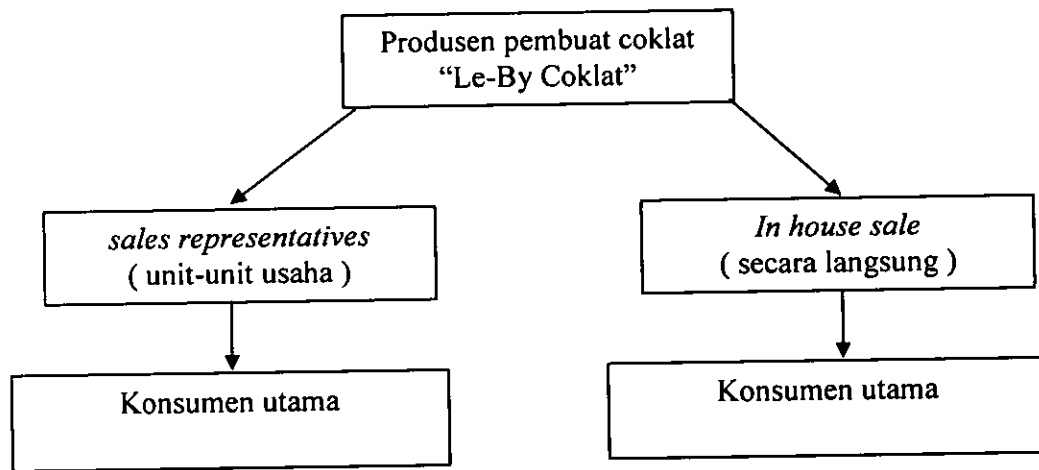 Produsen pembuat coklat
“Le-By Coklat”
sales representatives
( unit-unit usaha )
In house sale
( secara langsung )
Konsumen utama
Konsumen utama